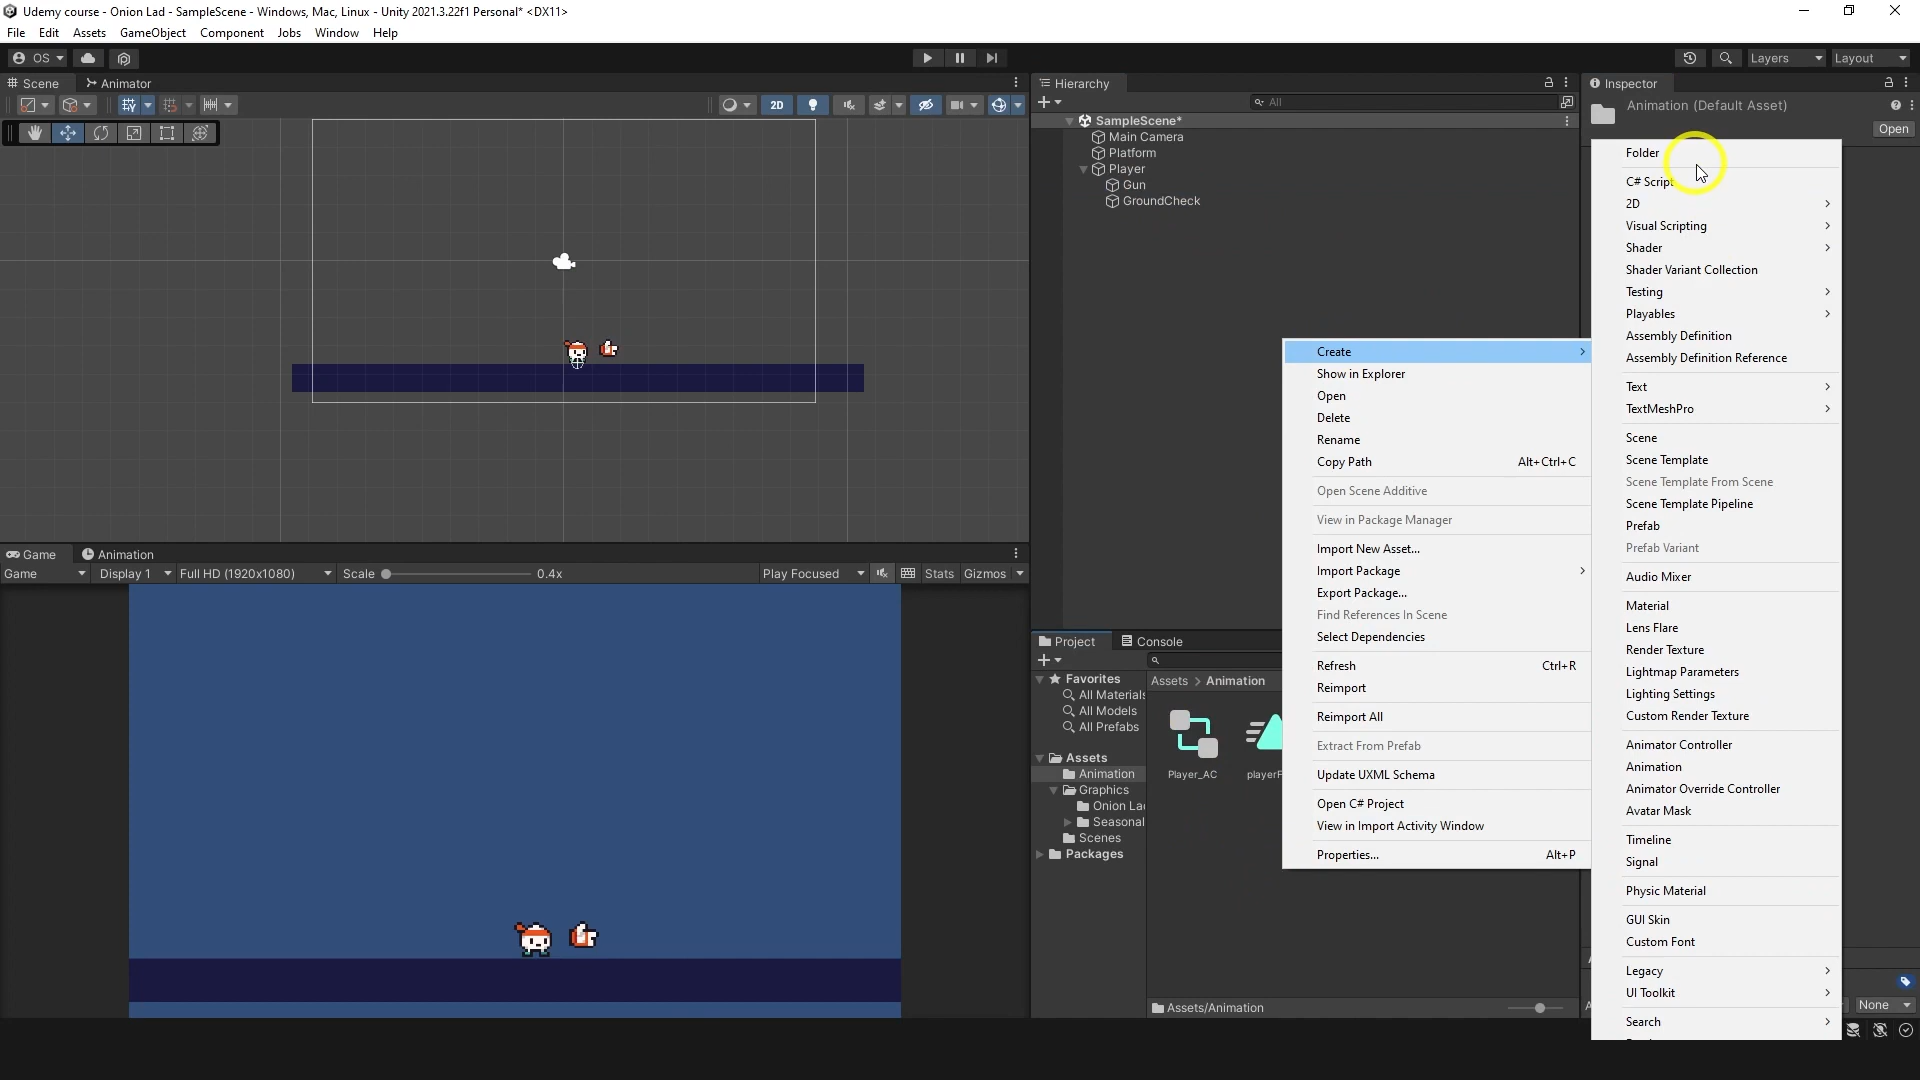 Udemy course - Onion Lad - SampleScene - Windows, Mac, Linux - Unity 2021.3.22f1 Personal* <DX11>
File Edit Assets GameObject Component Jobs Window Help
OS
Layers
Layout
Scene
Animator
2D
Hierarchy
All
SampleScene*
Main Camera
Platform
Player
Gun
GroundCheck
Inspector
Animation (Default Asset)
Open
Folder
C# Script
2D
Visual Scripting
Shader
Shader Variant Collection
Testing
Playables
Assembly Definition
Assembly Definition Reference
Text
TextMeshPro
Scene
Scene Template
Scene Template From Scene
Scene Template Pipeline
Prefab
Prefab Variant
Audio Mixer
Material
Lens Flare
Render Texture
Lightmap Parameters
Lighting Settings
Custom Render Texture
Animator Controller
Animation
Animator Override Controller
Avatar Mask
Timeline
Signal
Physic Material
GUI Skin
Custom Font
Legacy
UI Toolkit
Search
Create
Show in Explorer
Open
Delete
Rename
Copy Path Alt+Ctrl+C
Open Scene Additive
View in Package Manager
Import New Asset...
Import Package
Export Package...
Find References In Scene
Select Dependencies
Refresh Ctrl+R
Reimport
Reimport All
Extract From Prefab
Update UXML Schema
Open C# Project
View in Import Activity Window
Properties... Alt+P
Game
Animation
Game Display 1 Full HD (1920x1080) Scale 0.4x Play Focused Stats Gizmos
Project
Console
Favorites
All Materials
All Models
All Prefabs
Assets
Animation
Graphics
Onion La
Seasonal
Scenes
Packages
Assets > Animation
Player_AC
playerF
Assets/Animation
None